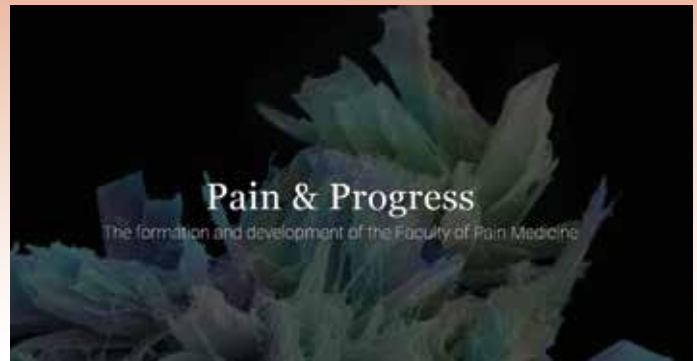 Pain & Progress
The formation and development of the Faculty of Pain Medicine